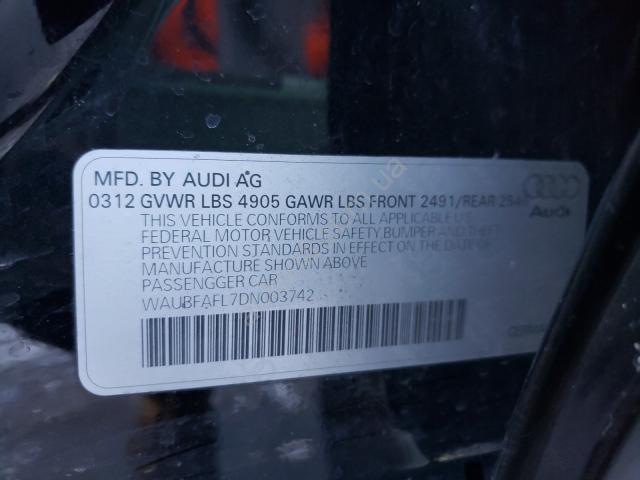 MFD. BY AUDI AG
0312 GVWR LBS 4905 GAWR LBS FRONT 2491/REAR
THIS VEHICLE CONFORMS TO ALL APPLICABLE U.S.
FEDERAL MOTOR VEHICLE SAFETY BUMPER AND THEFT
PREVENTION STANDARDS IN EFFECT ON THE DATE OF
MANUFACTURE SHOWN ABOVE
PASSENGGER CAR
WAUBFAFL7DN003742
Audi